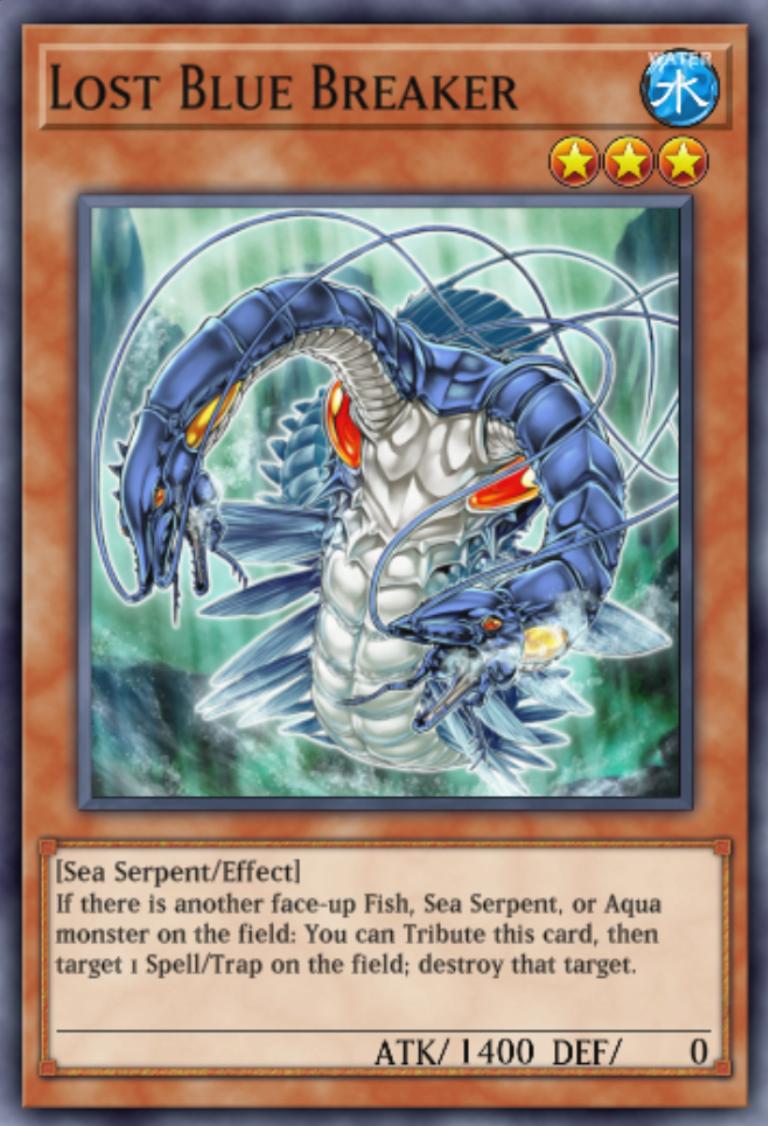 LOST BLUE BREAKER
WATER
水
[Sea Serpent/Effect]
If there is another face-up Fish, Sea Serpent, or Aqua
monster on the field: You can Tribute this card, then
target 1 Spell/Trap on the field; destroy that target.
ATK/ 1400 DEF/ 0